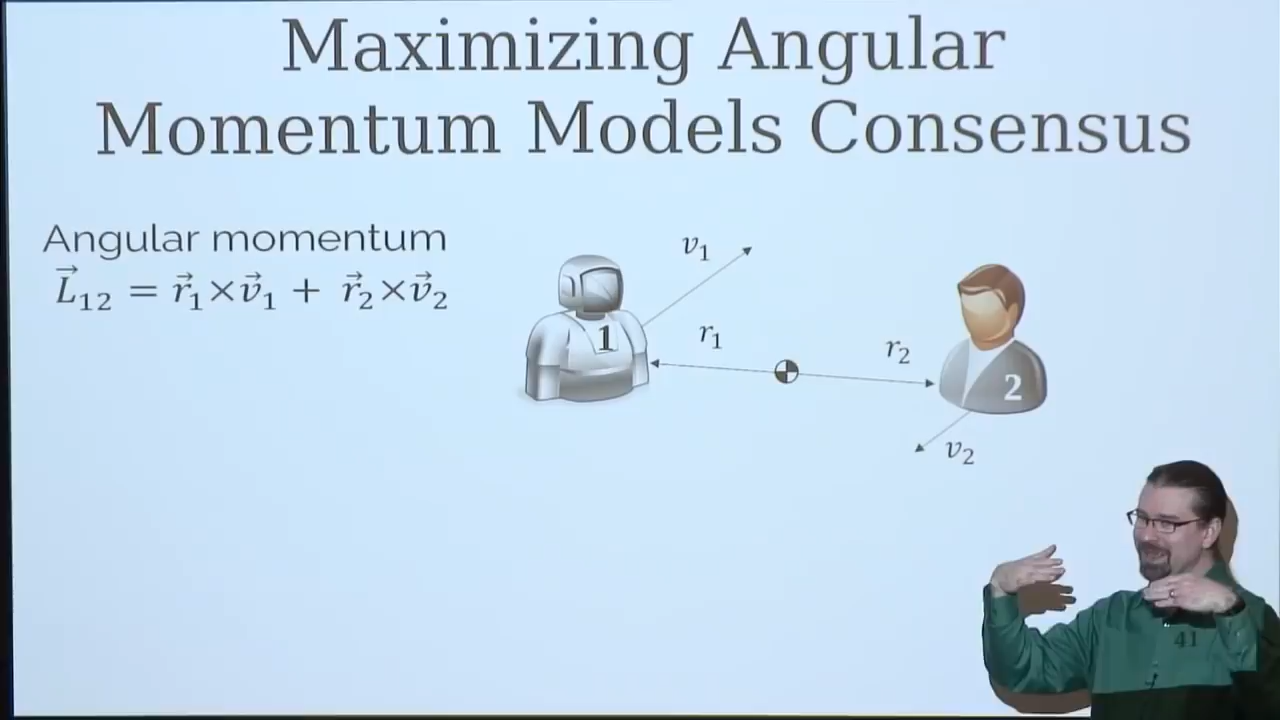 Maximizing Angular
Momentum Models Consensus
Angular momentum
L⃗₁₂ = r⃗₁×v⃗₁ + r⃗₂×v⃗₂
v₁
1
r₁
r₂
2
v₂
41